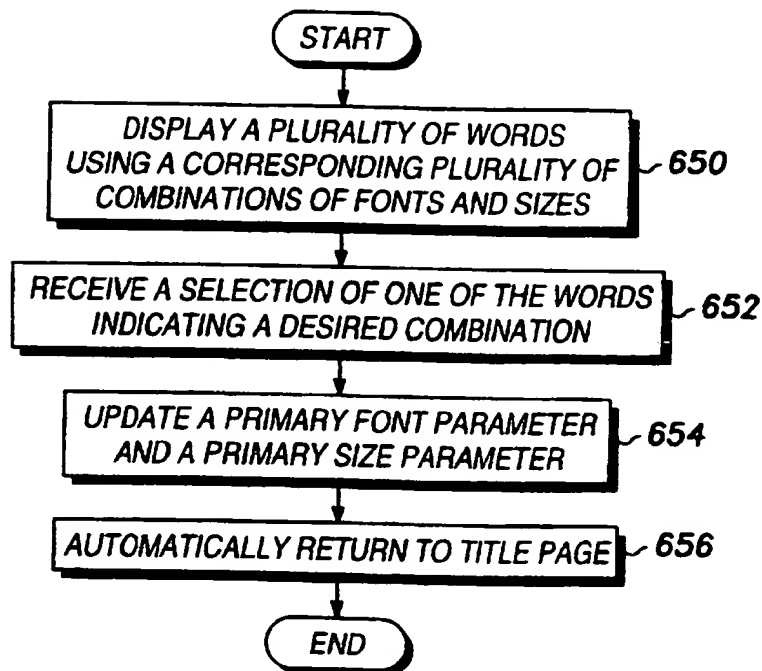 START
DISPLAY A PLURALITY OF WORDS
USING A CORRESPONDING PLURALITY OF
COMBINATIONS OF FONTS AND SIZES
650
RECEIVE A SELECTION OF ONE OF THE WORDS
INDICATING A DESIRED COMBINATION
652
UPDATE A PRIMARY FONT PARAMETER
AND A PRIMARY SIZE PARAMETER
654
AUTOMATICALLY RETURN TO TITLE PAGE
656
END